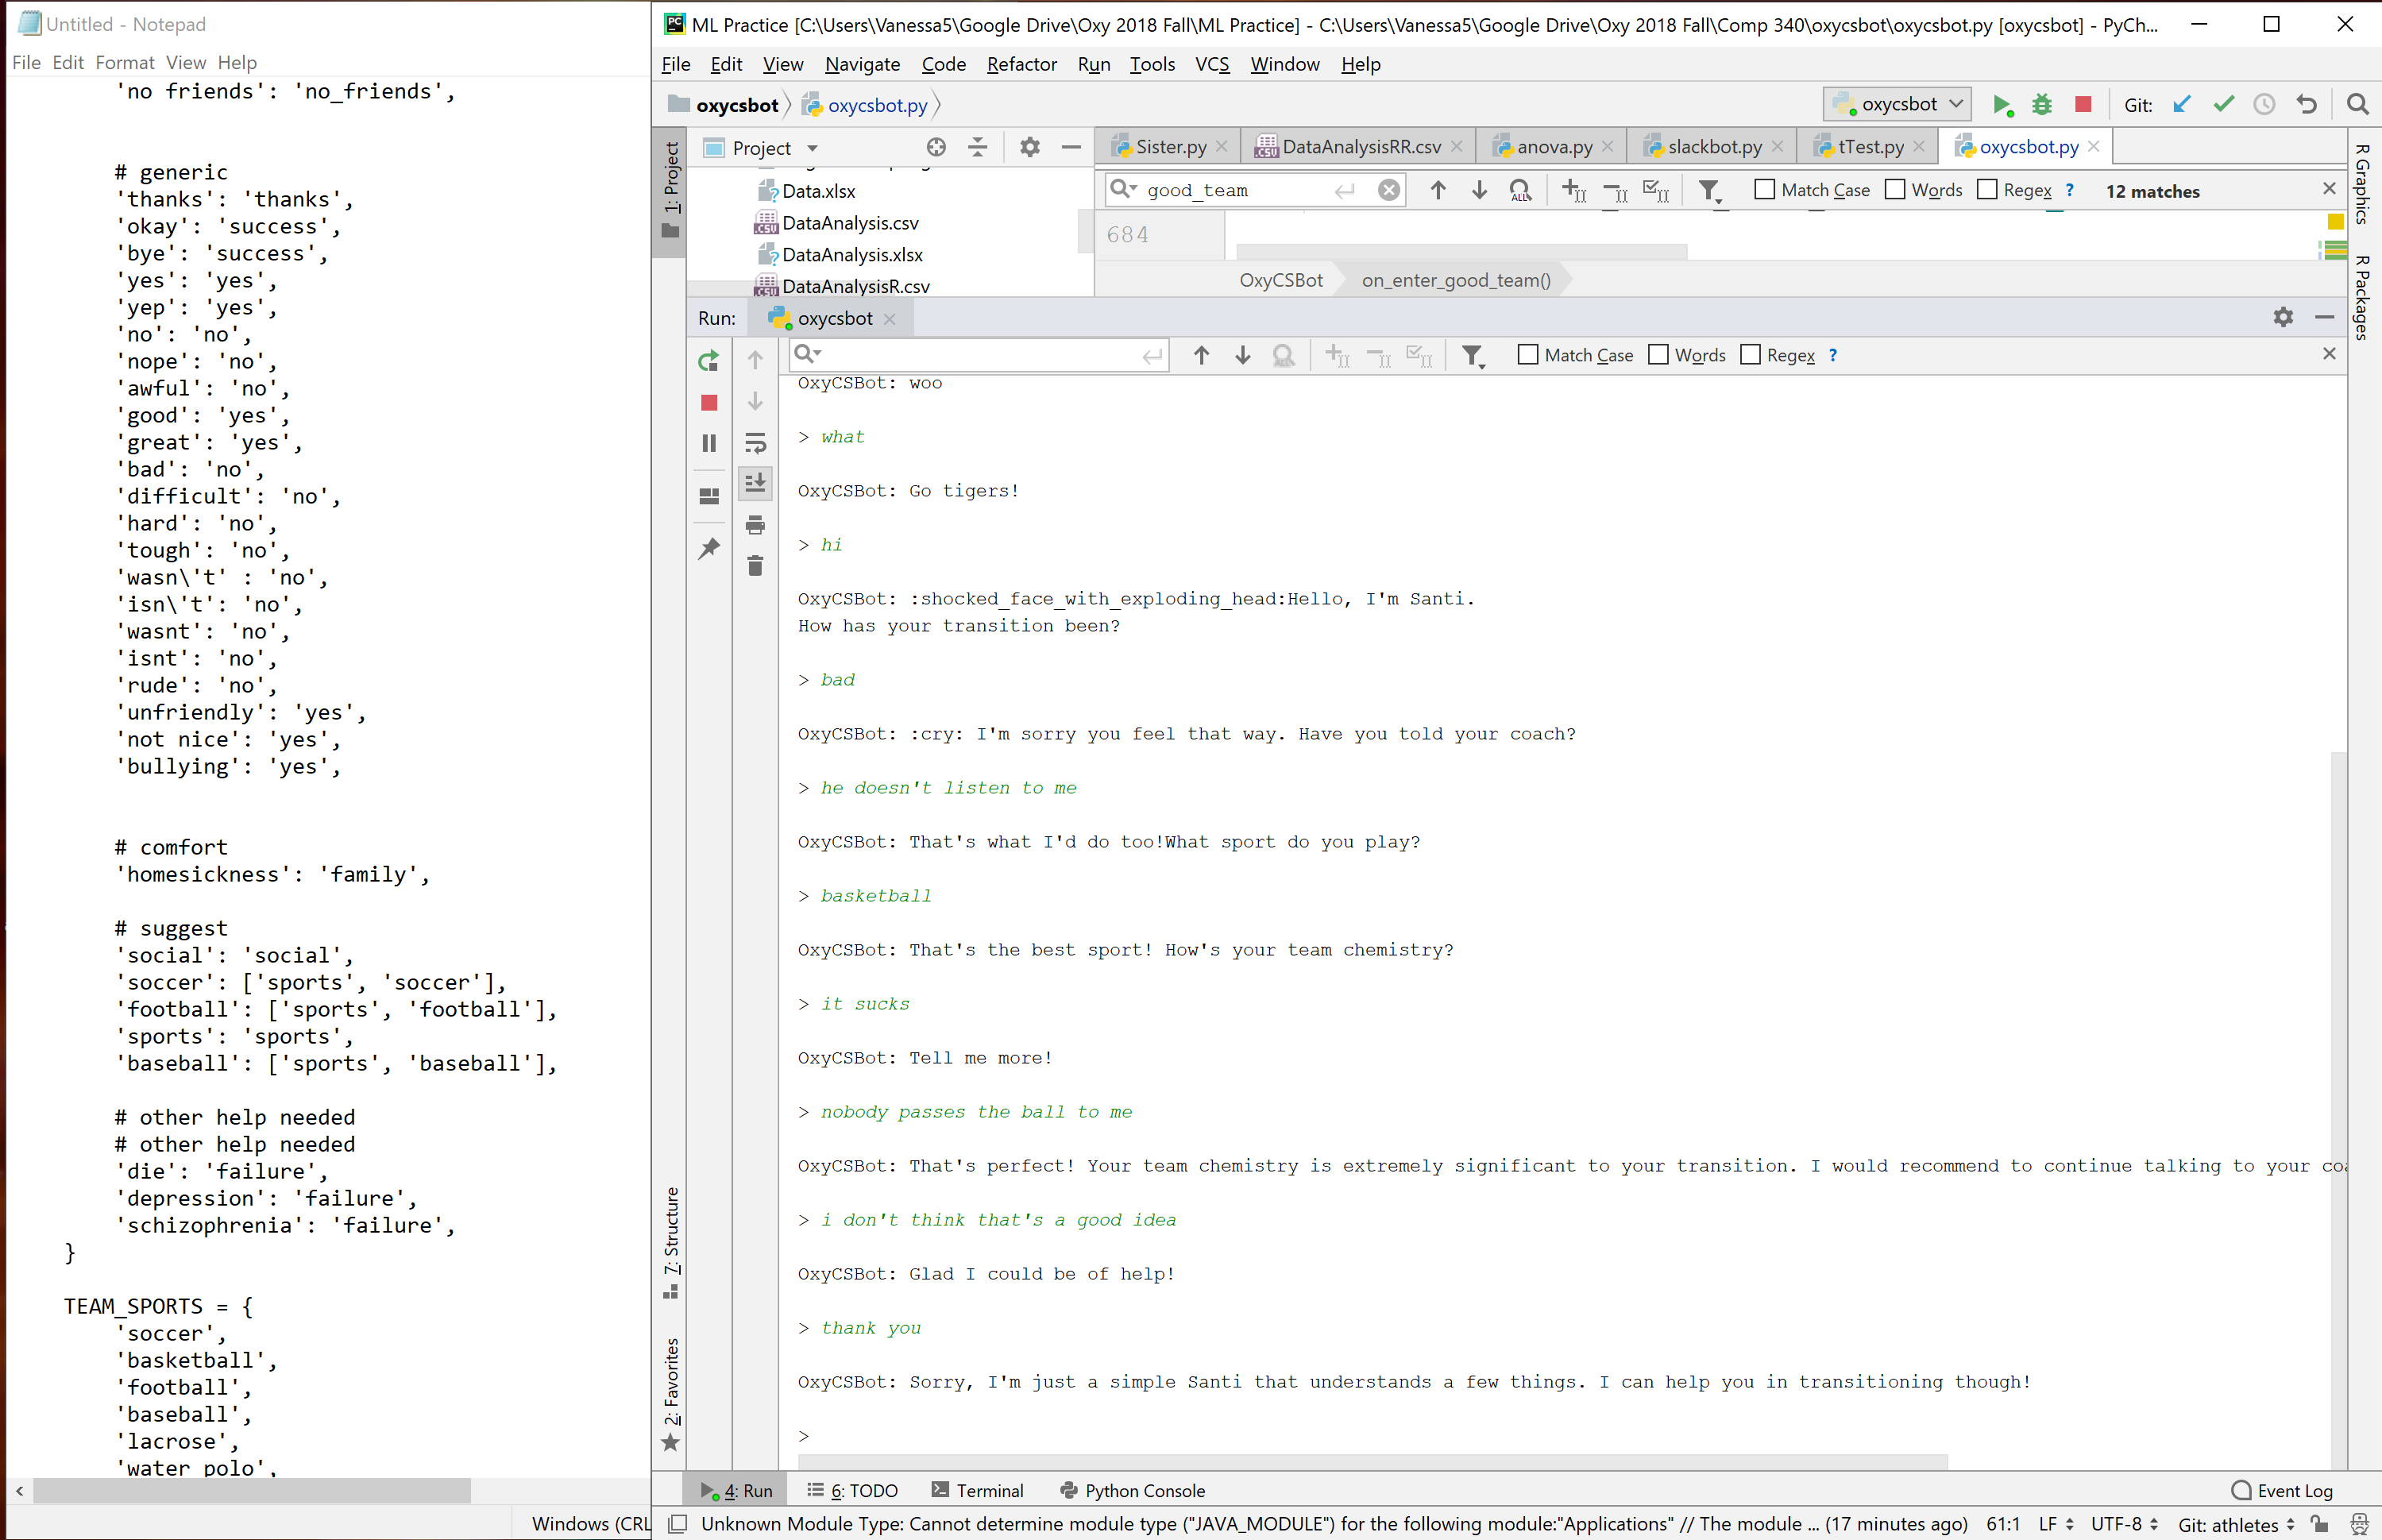 Untitled - Notepad
File Edit Format View Help
'no friends': 'no_friends',
# generic
'thanks': 'thanks',
'okay': 'success',
'bye': 'success',
'yes': 'yes',
'yep': 'yes',
'no': 'no',
'nope': 'no',
'awful': 'no',
'good': 'yes',
'great': 'yes',
'bad': 'no',
'difficult': 'no',
'hard': 'no',
'tough': 'no',
'wasn\'t' : 'no',
'isn\'t': 'no',
'wasnt': 'no',
'isnt': 'no',
'rude': 'no',
'unfriendly': 'yes',
'not nice': 'yes',
'bullying': 'yes',
# comfort
'homesickness': 'family',
# suggest
'social': 'social',
'soccer': ['sports', 'soccer'],
'football': ['sports', 'football'],
'sports': 'sports',
'baseball': ['sports', 'baseball'],
# other help needed
# other help needed
'die': 'failure',
'depression': 'failure',
'schizophrenia': 'failure',
}
TEAM_SPORTS = {
'soccer',
'basketball',
'football',
'baseball',
'lacrose',
'water polo',
Windows (CRL
ML Practice [C:\Users\Vanessa5\Google Drive\Oxy 2018 Fall\ML Practice] - C:\Users\Vanessa5\Google Drive\Oxy 2018 Fall\Comp 340\oxycsbot\oxycsbot.py [oxycsbot] - PyCh...
File Edit View Navigate Code Refactor Run Tools VCS Window Help
oxycsbot oxycsbot.py oxycsbot Git:
1: Project
Project
Sister.py DataAnalysisRR.csv anova.py slackbot.py tTest.py oxycsbot.py
R Graphics
R Packages
Data.xlsx
DataAnalysis.csv
DataAnalysis.xlsx
DataAnalysisR.csv
good_team Match Case Words Regex ? 12 matches
684
OxyCSBot on_enter_good_team()
Run: oxycsbot
Match Case Words Regex ?
OxyCSBot: woo
> what
OxyCSBot: Go tigers!
> hi
OxyCSBot: :shocked_face_with_exploding_head:Hello, I'm Santi.
How has your transition been?
> bad
OxyCSBot: :cry: I'm sorry you feel that way. Have you told your coach?
> he doesn't listen to me
OxyCSBot: That's what I'd do too!What sport do you play?
> basketball
OxyCSBot: That's the best sport! How's your team chemistry?
> it sucks
OxyCSBot: Tell me more!
> nobody passes the ball to me
OxyCSBot: That's perfect! Your team chemistry is extremely significant to your transition. I would recommend to continue talking to your coa
> i don't think that's a good idea
OxyCSBot: Glad I could be of help!
> thank you
OxyCSBot: Sorry, I'm just a simple Santi that understands a few things. I can help you in transitioning though!
>
7: Structure
2: Favorites
4: Run 6: TODO Terminal Python Console Event Log
Unknown Module Type: Cannot determine module type ("JAVA_MODULE") for the following module:"Applications" // The module ... (17 minutes ago) 61:1 LF UTF-8 Git: athletes